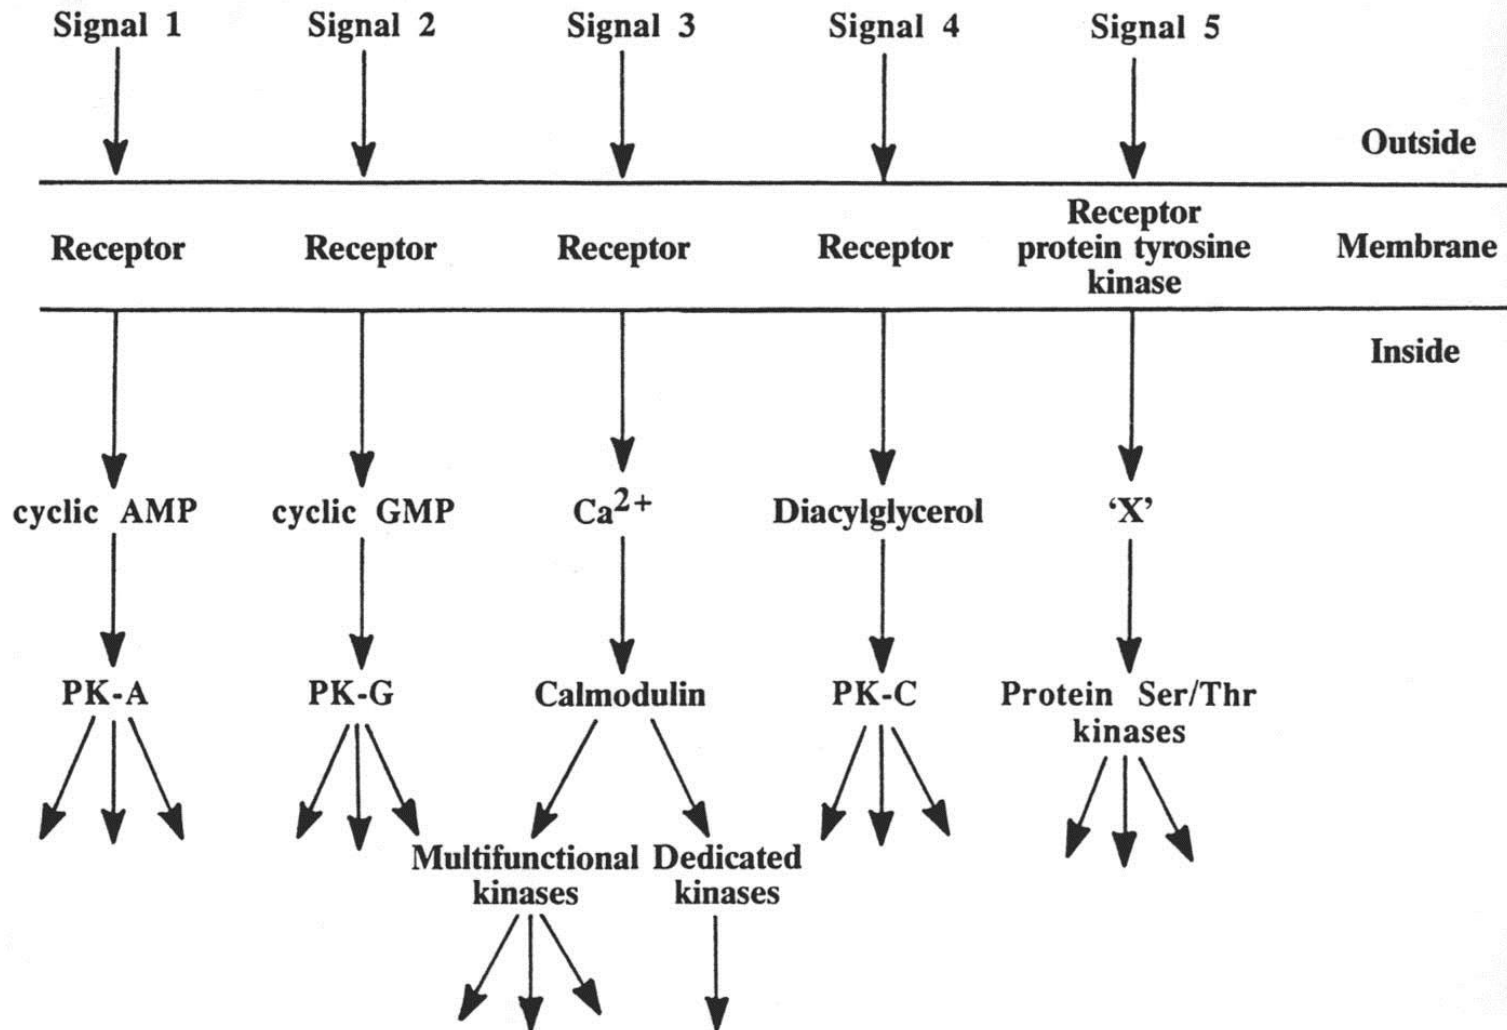 Signal 1 Signal 2 Signal 3 Signal 4 Signal 5
Outside
Receptor Receptor Receptor Receptor Receptor protein tyrosine kinase Membrane
Inside
cyclic AMP cyclic GMP Ca2+ Diacylglycerol ‘X’
PK-A PK-G Calmodulin PK-C Protein Ser/Thr
kinases
Multifunctional Dedicated
kinases kinases